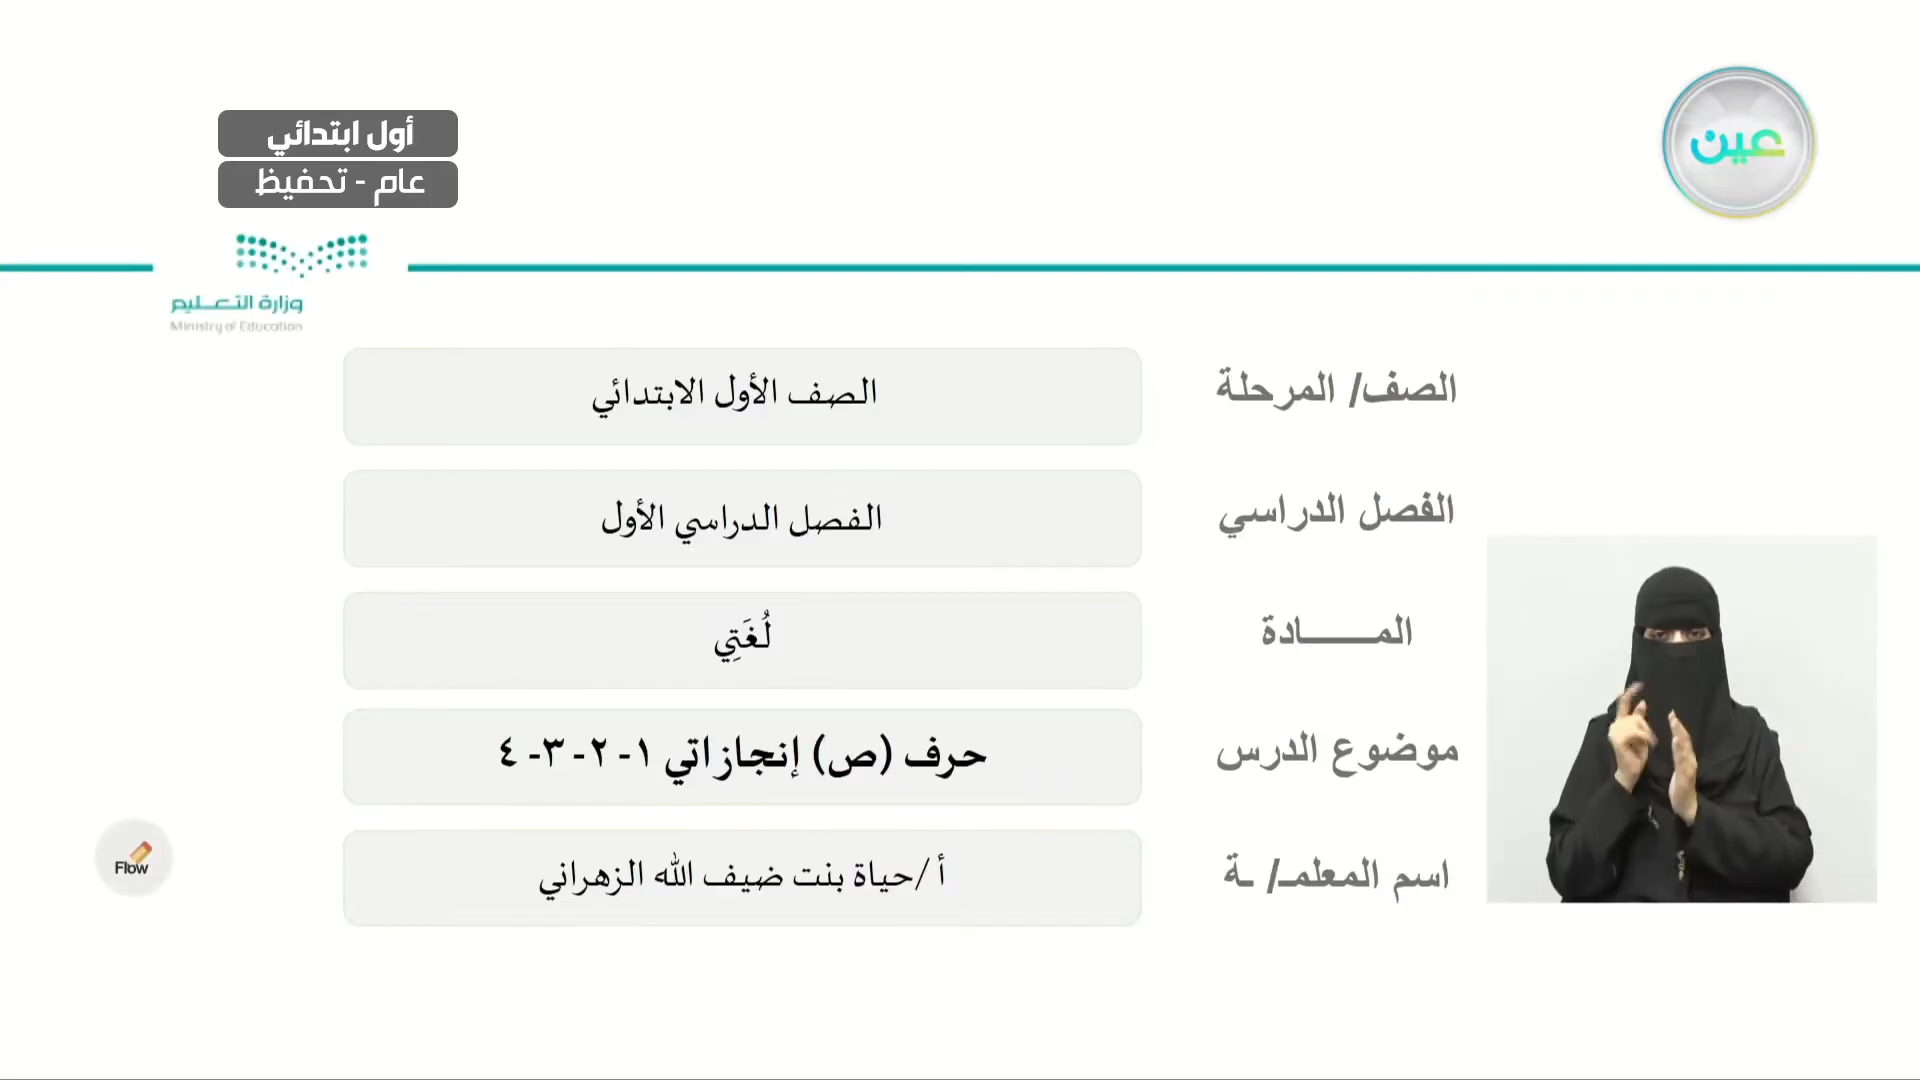 عين
أول ابتدائي
عام - تحفيظ
وزارة التعليم
Ministry of Education
الصف/ المرحلة
الصف الأول الابتدائي
الفصل الدراسي
الفصل الدراسي الأول
المـــــــادة
لُغَتِي
موضوع الدرس
حرف (ص) إنجازاتي ١- ٢- ٣- ٤
اسم المعلمـ/ ـة
أ /حياة بنت ضيف الله الزهراني
Flow